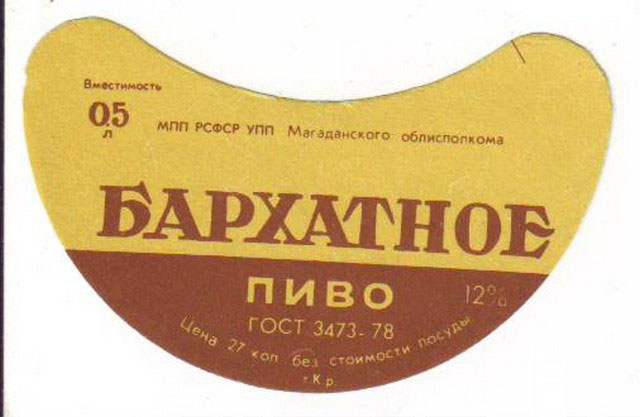 Вместимость
0,5
л
МПП РСФСР УПП Магаданского облисполкома
БАРХАТНОЕ
ПИВО
12%
ГОСТ 3473-78
Цена 27 коп. без стоимости посуды
г.К.р.